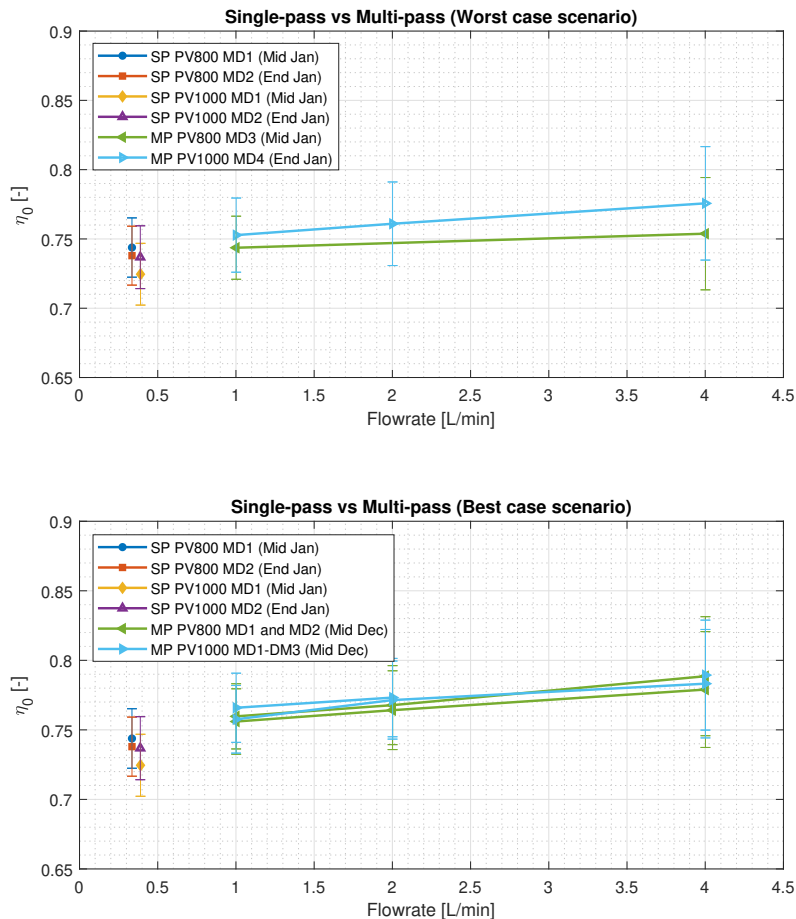 Single-pass vs Multi-pass (Worst case scenario)
0.9
SP PV800 MD1 (Mid Jan)
SP PV800 MD2 (End Jan)
SP PV1000 MD1 (Mid Jan)
SP PV1000 MD2 (End Jan)
MP PV800 MD3 (Mid Jan)
MP PV1000 MD4 (End Jan)
0.85
0.8
η0 [-]
0.75
0.7
0.65
0 0.5 1 1.5 2 2.5 3 3.5 4 4.5
Flowrate [L/min]
Single-pass vs Multi-pass (Best case scenario)
0.9
SP PV800 MD1 (Mid Jan)
SP PV800 MD2 (End Jan)
SP PV1000 MD1 (Mid Jan)
SP PV1000 MD2 (End Jan)
MP PV800 MD1 and MD2 (Mid Dec)
MP PV1000 MD1-DM3 (Mid Dec)
0.85
0.8
η0 [-]
0.75
0.7
0.65
0 0.5 1 1.5 2 2.5 3 3.5 4 4.5
Flowrate [L/min]